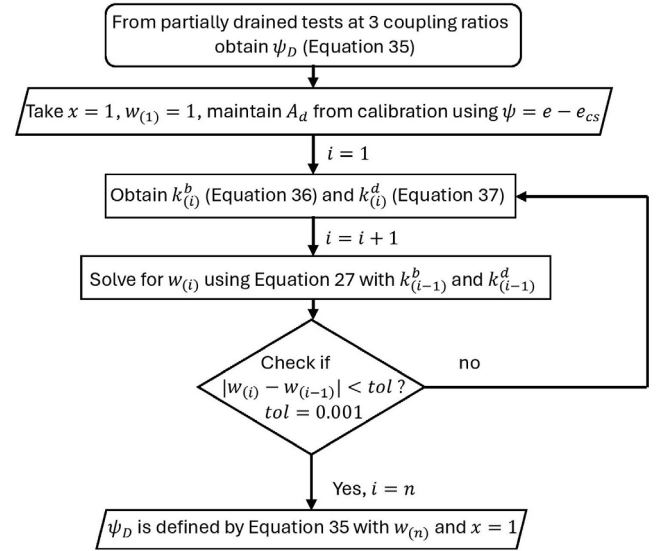 From partially drained tests at 3 coupling ratios
obtain ψ_D (Equation 35)
Take x = 1, w_(1) = 1, maintain A_d from calibration using ψ = e − e_cs
i = 1
Obtain k^b_(i) (Equation 36) and k^d_(i) (Equation 37)
i = i + 1
Solve for w_(i) using Equation 27 with k^b_(i−1) and k^d_(i−1)
Check if
|w_(i) − w_(i−1)| < tol ?
tol = 0.001
no
Yes, i = n
ψ_D is defined by Equation 35 with w_(n) and x = 1